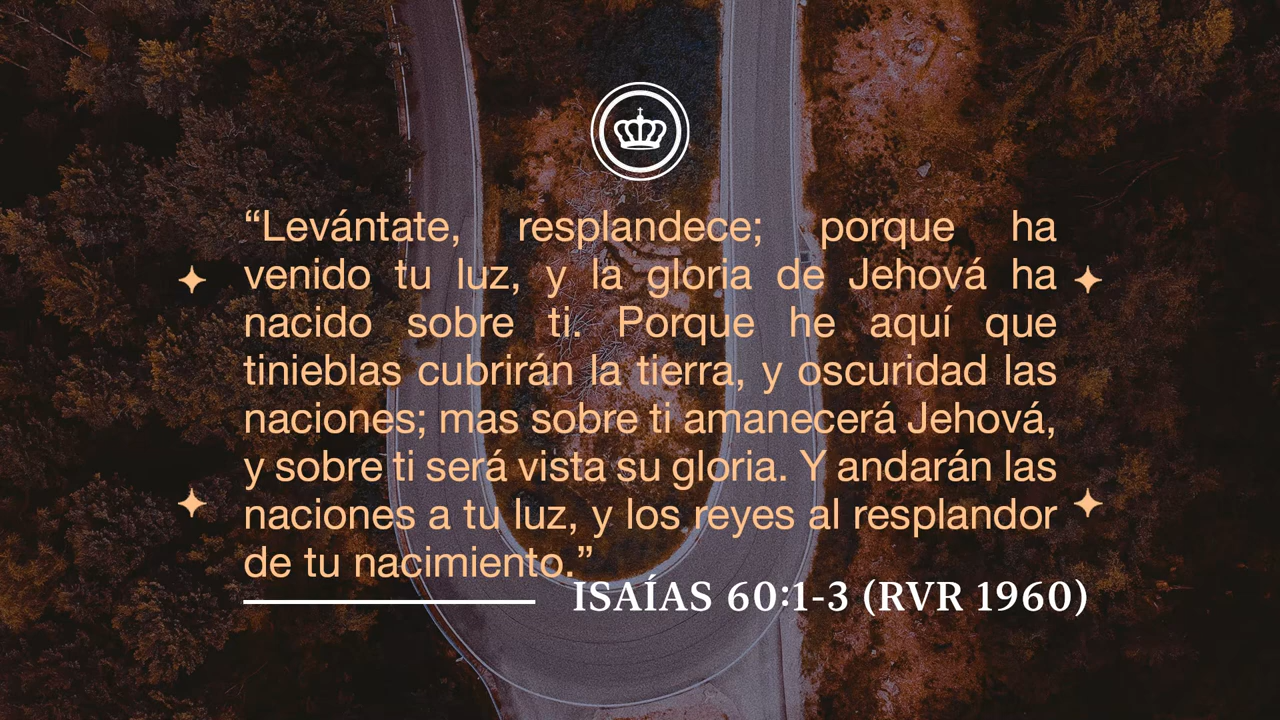 “Levántate, resplandece; porque ha
venido tu luz, y la gloria de Jehová ha
nacido sobre ti. Porque he aquí que
tinieblas cubrirán la tierra, y oscuridad las
naciones; mas sobre ti amanecerá Jehová,
y sobre ti será vista su gloria. Y andarán las
naciones a tu luz, y los reyes al resplandor
de tu nacimiento.”
ISAÍAS 60:1-3 (RVR 1960)